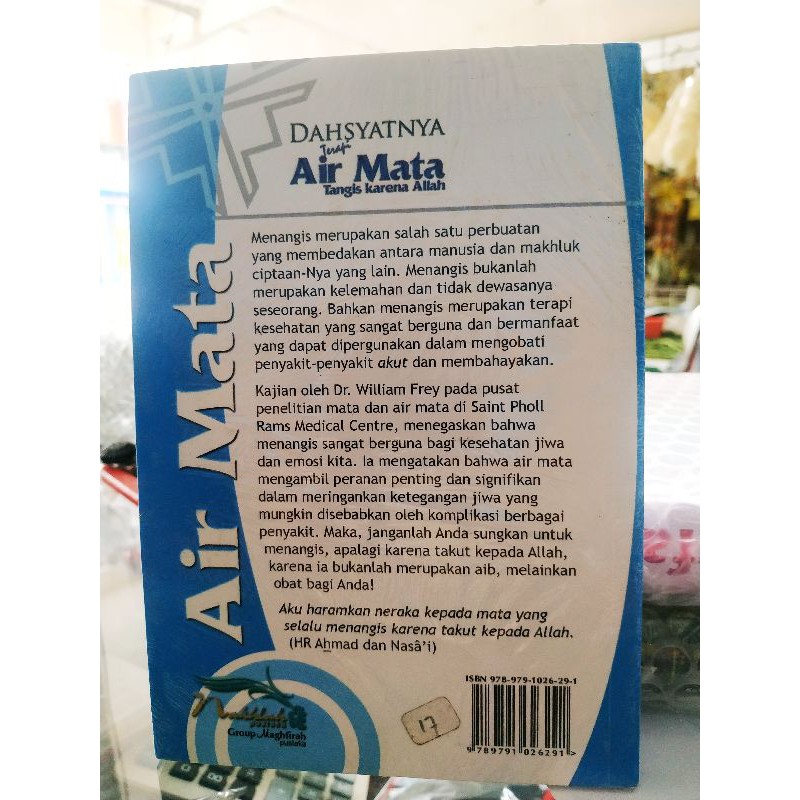 DAHSYATNYA
Terapi
Air Mata
Tangis karena Allah
Air Mata
Menangis merupakan salah satu perbuatan
yang membedakan antara manusia dan makhluk
ciptaan-Nya yang lain. Menangis bukanlah
merupakan kelemahan dan tidak dewasanya
seseorang. Bahkan menangis merupakan terapi
kesehatan yang sangat berguna dan bermanfaat
yang dapat dipergunakan dalam mengobati
penyakit-penyakit akut dan membahayakan.
Kajian oleh Dr. William Frey pada pusat
penelitian mata dan air mata di Saint Pholl
Rams Medical Centre, menegaskan bahwa
menangis sangat berguna bagi kesehatan jiwa
dan emosi kita. Ia mengatakan bahwa air mata
mengambil peranan penting dan signifikan
dalam meringankan ketegangan jiwa yang
mungkin disebabkan oleh komplikasi berbagai
penyakit. Maka, janganlah Anda sungkan untuk
menangis, apalagi karena takut kepada Allah,
karena ia bukanlah merupakan aib, melainkan
obat bagi Anda!
Aku haramkan neraka kepada mata yang
selalu menangis karena takut kepada Allah.
(HR Ahmad dan Nasâ'i)
ISBN 978-979-1026-29-1
17
Group Maghfirah
pustaka
9 789791 026291 >